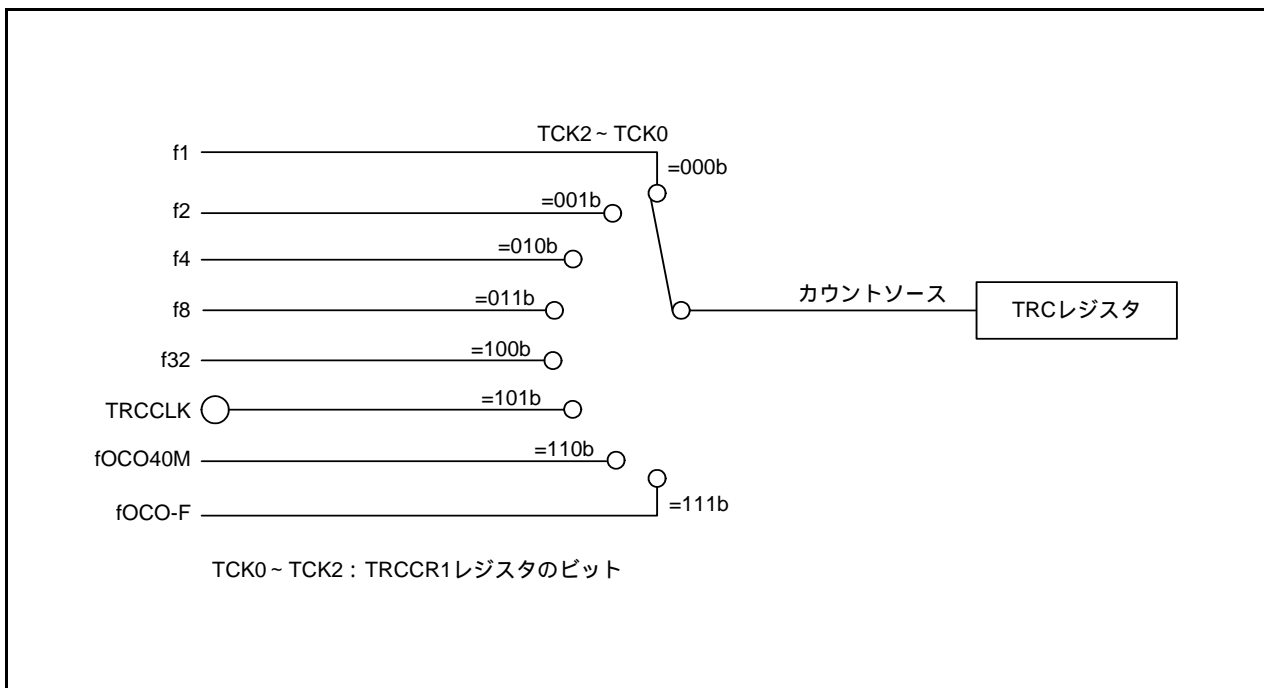 TCK2 ~ TCK0
f1
=000b
f2
=001b
f4
=010b
f8
=011b
カウントソース
TRCレジスタ
f32
=100b
TRCCLK
=101b
fOCO40M
=110b
fOCO-F
=111b
TCK0 ~ TCK2 : TRCCR1レジスタのビット